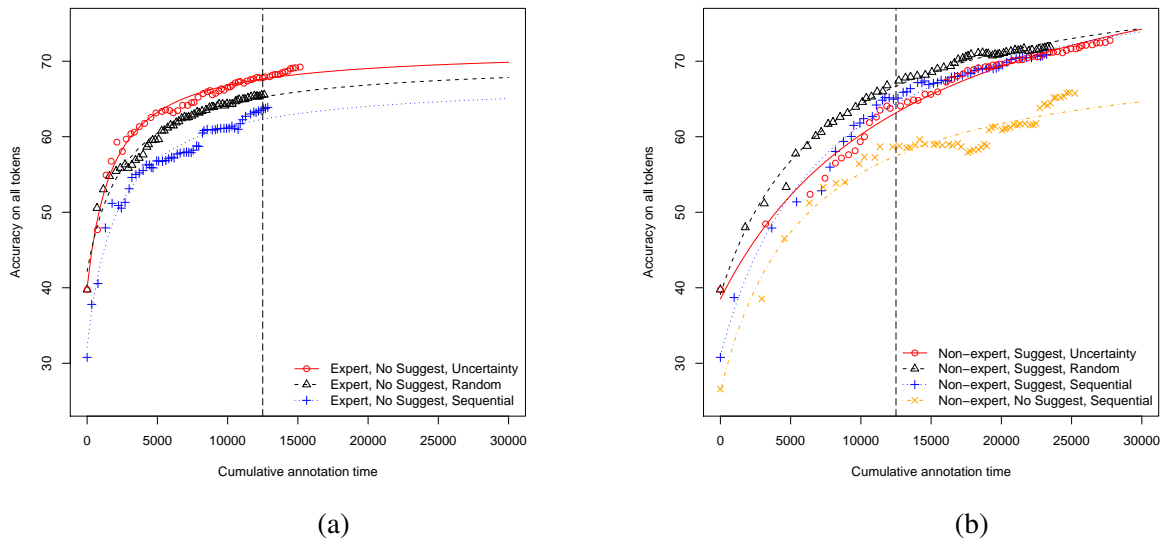 70
60
50
40
30
Accuracy on all tokens
Expert, No Suggest, Uncertainty
Expert, No Suggest, Random
Expert, No Suggest, Sequential
0 5000 10000 15000 20000 25000 30000
Cumulative annotation time
(a)
70
60
50
40
30
Accuracy on all tokens
Non−expert, Suggest, Uncertainty
Non−expert, Suggest, Random
Non−expert, Suggest, Sequential
Non−expert, No Suggest, Sequential
0 5000 10000 15000 20000 25000 30000
Cumulative annotation time
(b)